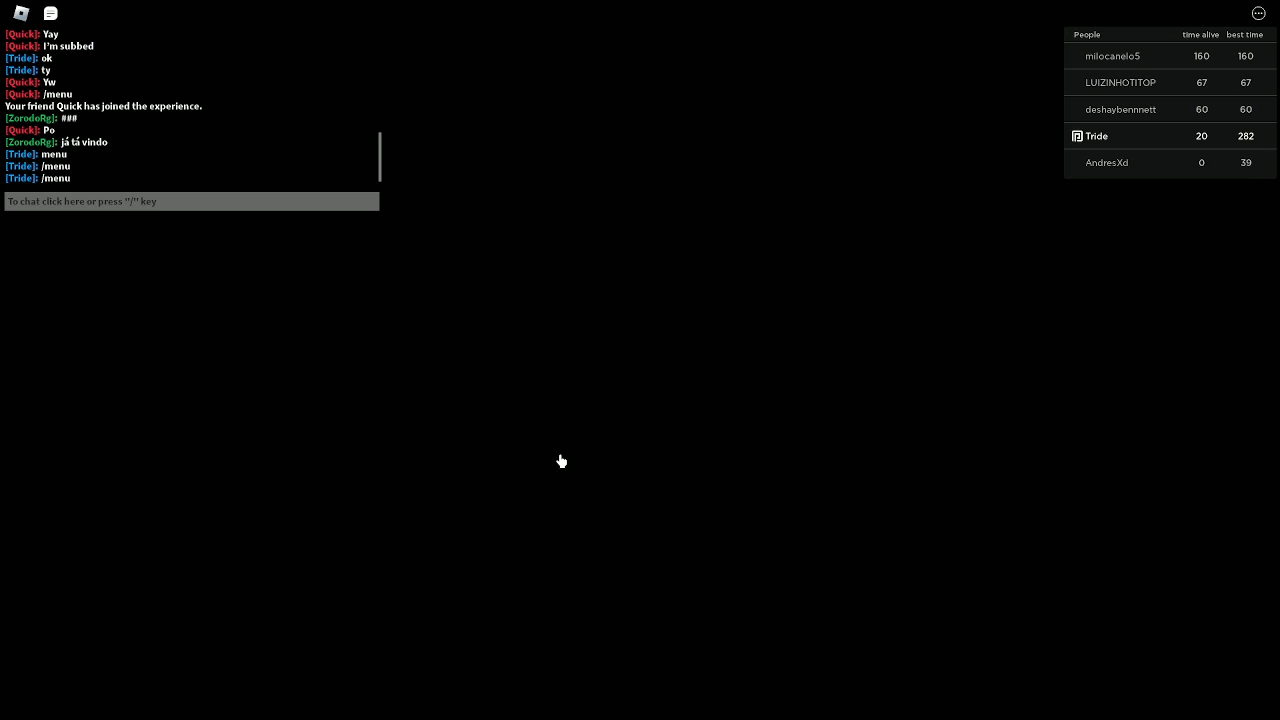 [Quick]: Yay
[Quick]: I'm subbed
[Tride]: ok
[Tride]: ty
[Quick]: Yw
[Quick]: /menu
Your friend Quick has joined the experience.
[ZorodoRg]: ###
[Quick]: Po
[ZorodoRg]: já tá vindo
[Tride]: menu
[Tride]: /menu
[Tride]: /menu
To chat click here or press "/" key
People time alive best time
milocanelo5 160 160
LUIZINHOTITOP 67 67
deshaybennnett 60 60
Tride 20 282
AndresXd 0 39